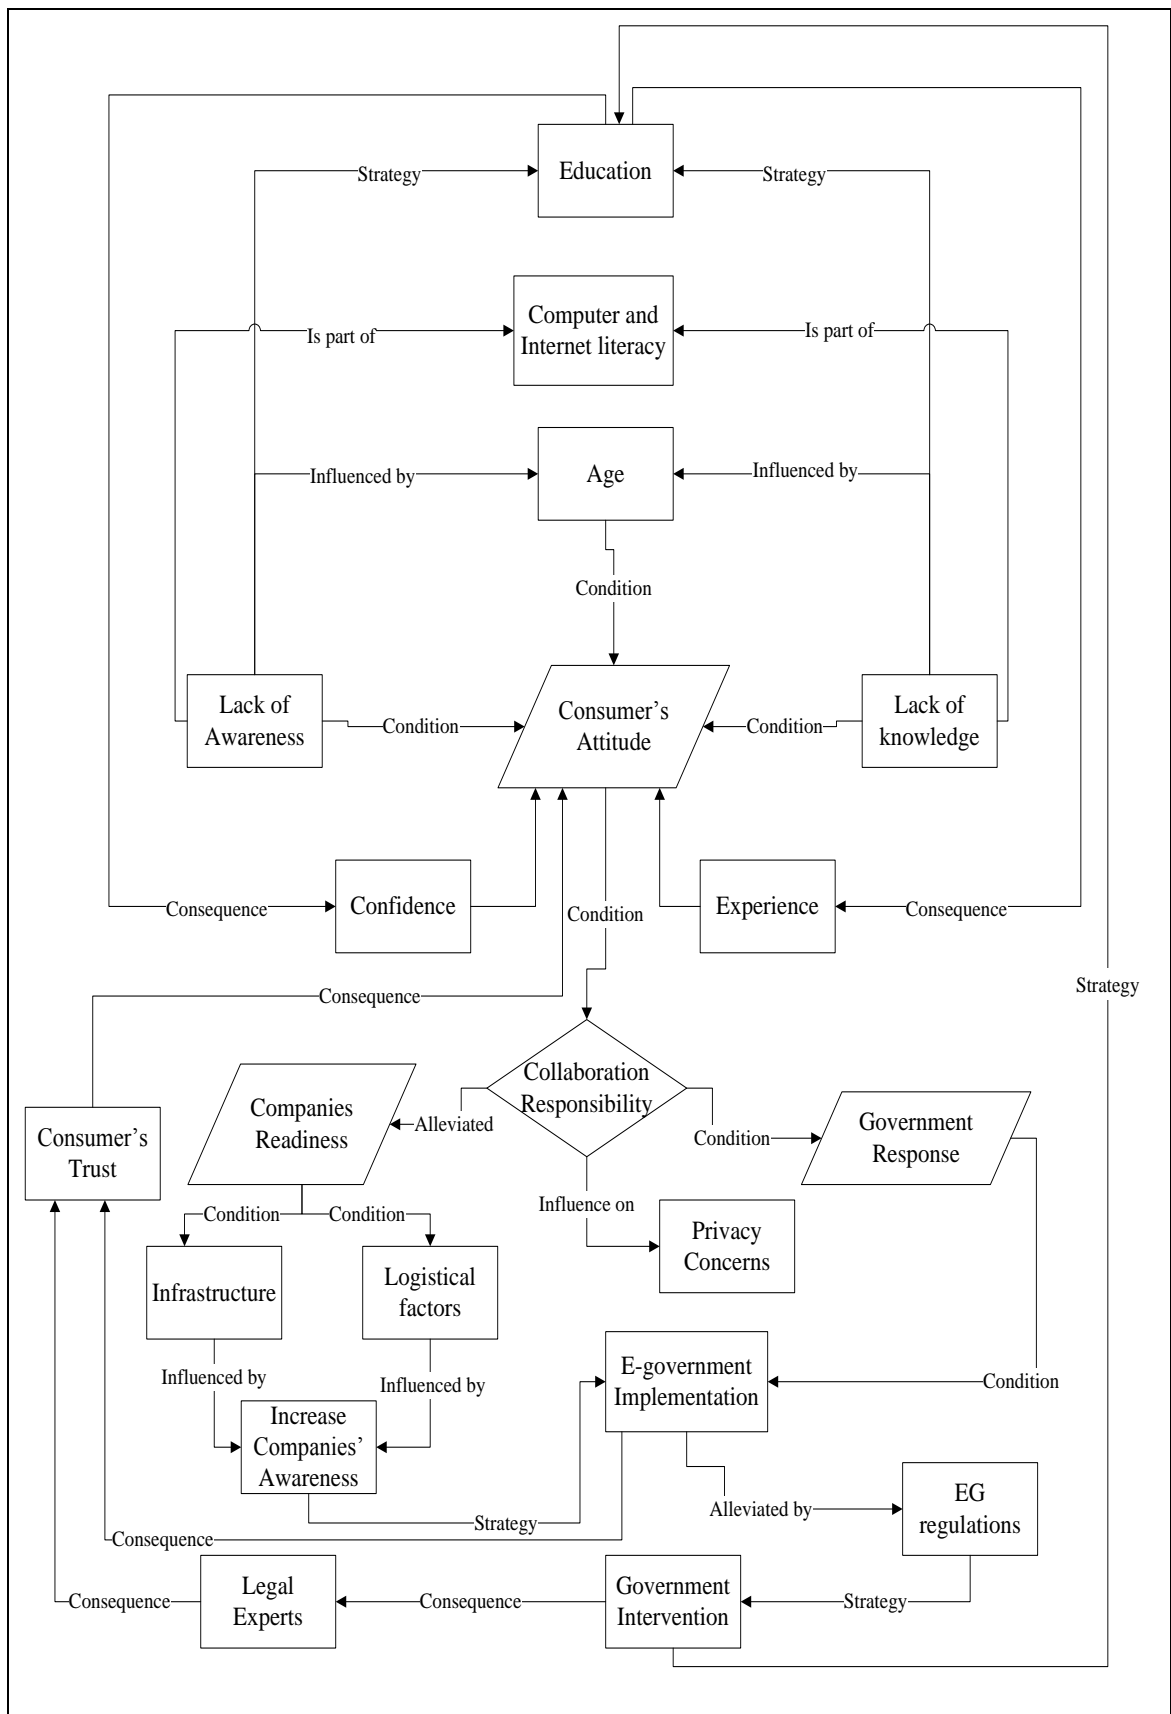 Education
Strategy
Strategy
Computer and
Internet literacy
Is part of
Is part of
Age
Influenced by
Influenced by
Condition
Lack of
Awareness
Condition
Consumer’s
Attitude
Condition
Lack of
knowledge
Consequence
Confidence
Condition
Experience
Consequence
Consequence
Strategy
Collaboration
Responsibility
Companies
Readiness
Alleviated
Condition
Government
Response
Consumer’s
Trust
Condition
Condition
Influence on
Privacy
Concerns
Infrastructure
Logistical
factors
Influenced by
Influenced by
E-government
Implementation
Condition
Increase
Companies’
Awareness
Strategy
Alleviated by
EG
regulations
Consequence
Consequence
Legal
Experts
Consequence
Government
Intervention
Strategy